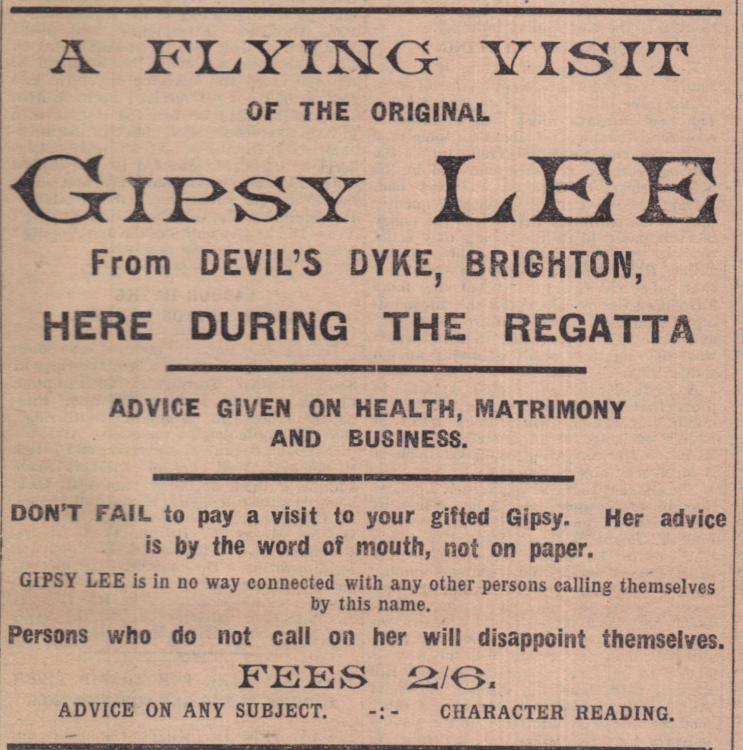 A FLYING VISIT
OF THE ORIGINAL
GIPSY LEE
From DEVIL'S DYKE, BRIGHTON,
HERE DURING THE REGATTA
ADVICE GIVEN ON HEALTH, MATRIMONY
AND BUSINESS.
DON'T FAIL to pay a visit to your gifted Gipsy. Her advice
is by the word of mouth, not on paper.
GIPSY LEE is in no way connected with any other persons calling themselves
by this name.
Persons who do not call on her will disappoint themselves.
FEES 2/6.
ADVICE ON ANY SUBJECT. -:- CHARACTER READING.